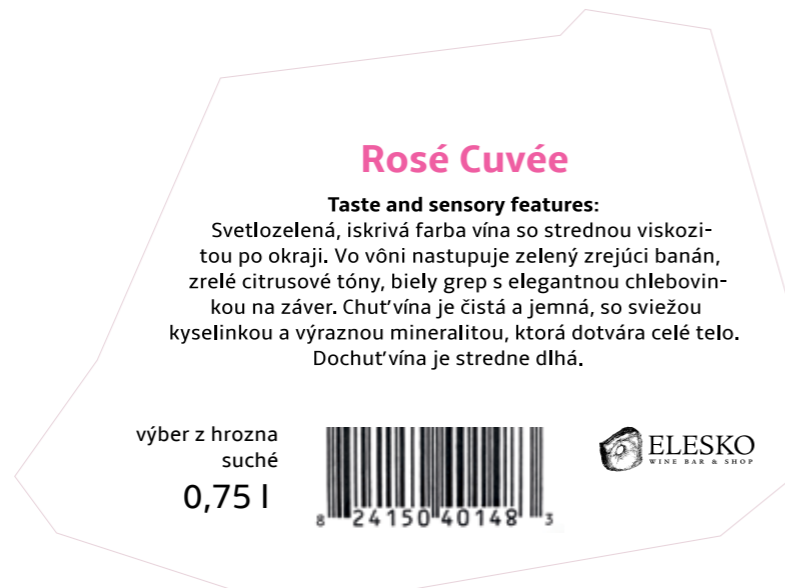 Rosé Cuvée
Taste and sensory features:
Svetlozelená, iskrivá farba vína so strednou viskozi-
tou po okraji. Vo vôni nastupuje zelený zrejúci banán,
zrelé citrusové tóny, biely grep s elegantnou chlebovin-
kou na záver. Chuť vína je čistá a jemná, so sviežou
kyselinkou a výraznou mineralitou, ktorá dotvára celé telo.
Dochuť vína je stredne dlhá.
výber z hrozna
suché
0,75 l
8 24150 40148 3
ELESKO
WINE BAR & SHOP